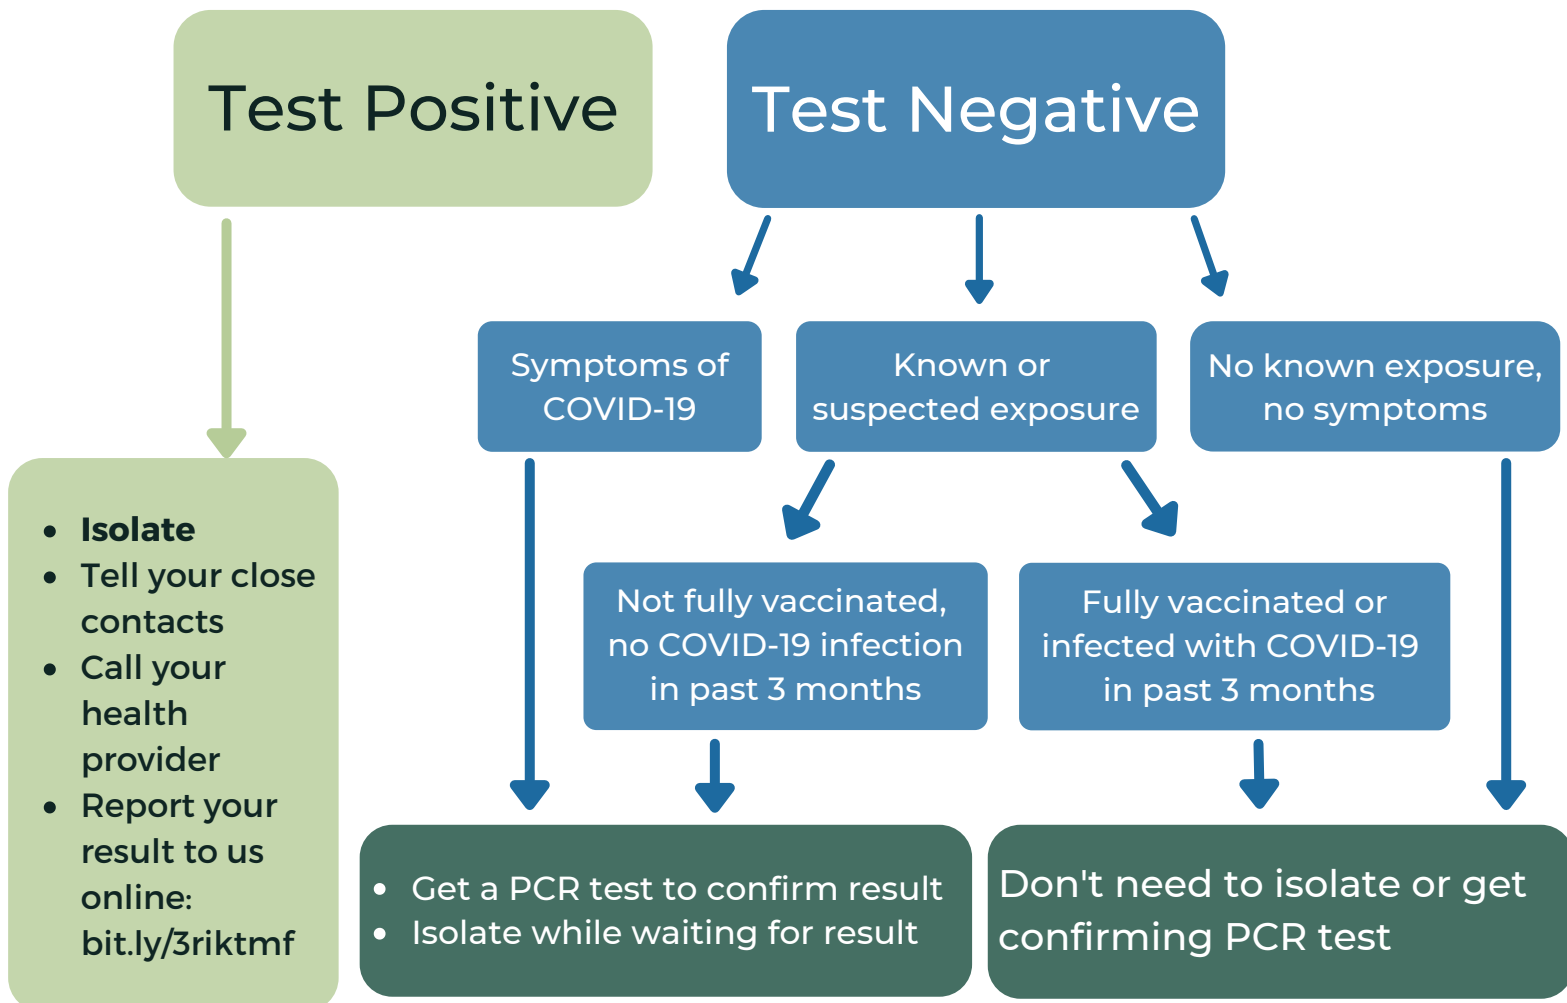 Test Positive
Test Negative
Symptoms of
COVID-19
Known or
suspected exposure
No known exposure,
no symptoms
• Isolate
• Tell your close
contacts
• Call your
health
provider
• Report your
result to us
online:
bit.ly/3riktmf
Not fully vaccinated,
no COVID-19 infection
in past 3 months
Fully vaccinated or
infected with COVID-19
in past 3 months
• Get a PCR test to confirm result
• Isolate while waiting for result
Don't need to isolate or get
confirming PCR test